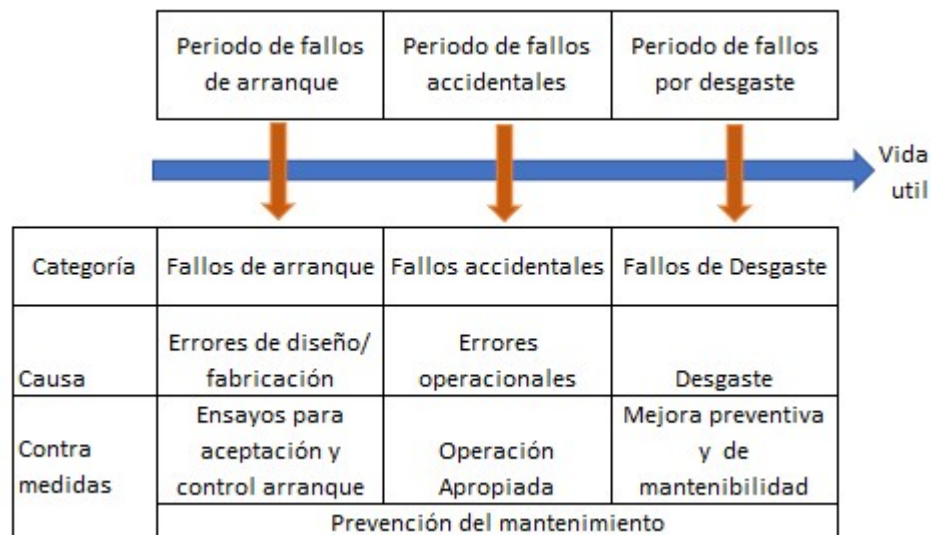 Periodo de fallos
de arranque
Periodo de fallos
accidentales
Periodo de fallos
por desgaste
Vida
util
Categoría
Fallos de arranque
Fallos accidentales
Fallos de Desgaste
Causa
Errores de diseño/
fabricación
Errores
operacionales
Desgaste
Contra
medidas
Ensayos para
aceptación y
control arranque
Operación
Apropiada
Mejora preventiva
y de
mantenibilidad
Prevención del mantenimiento